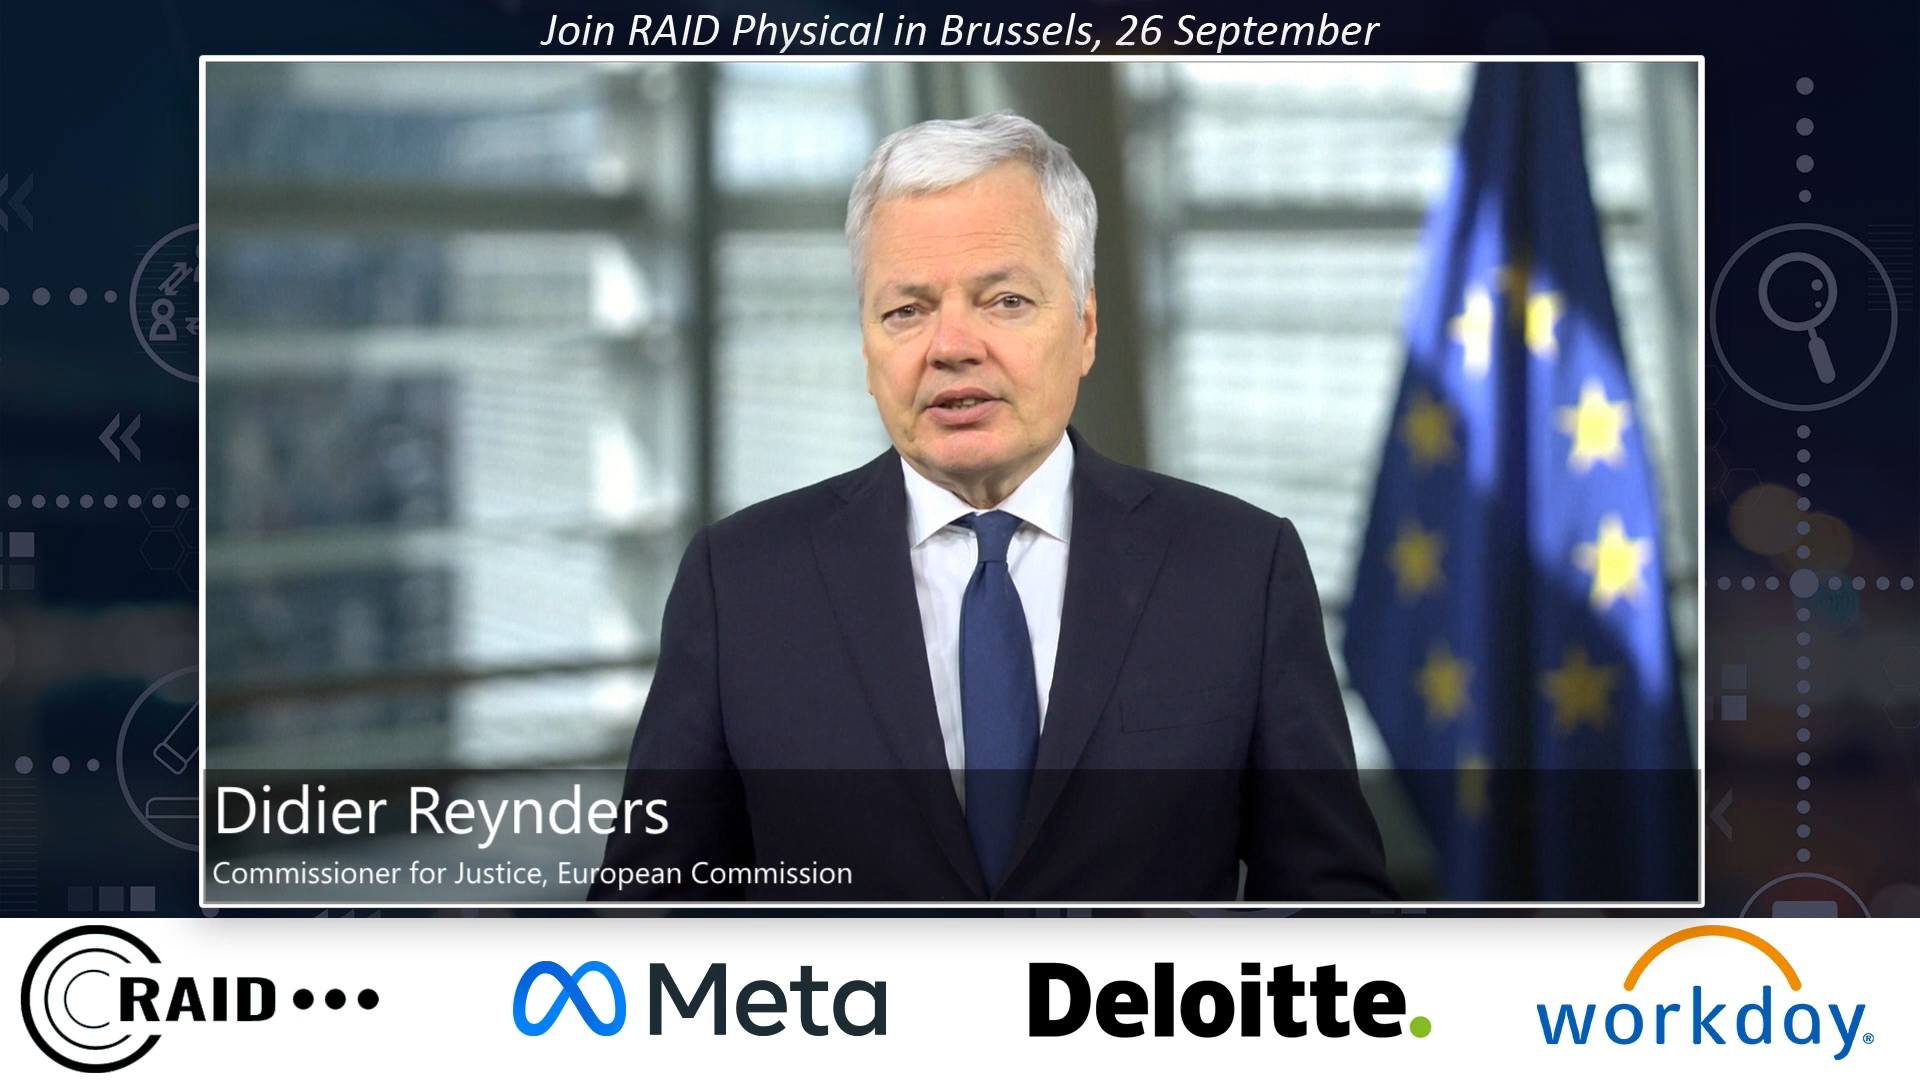 Join RAID Physical in Brussels, 26 September
Didier Reynders
Commissioner for Justice, European Commission
RAID
Meta
Deloitte.
workday®